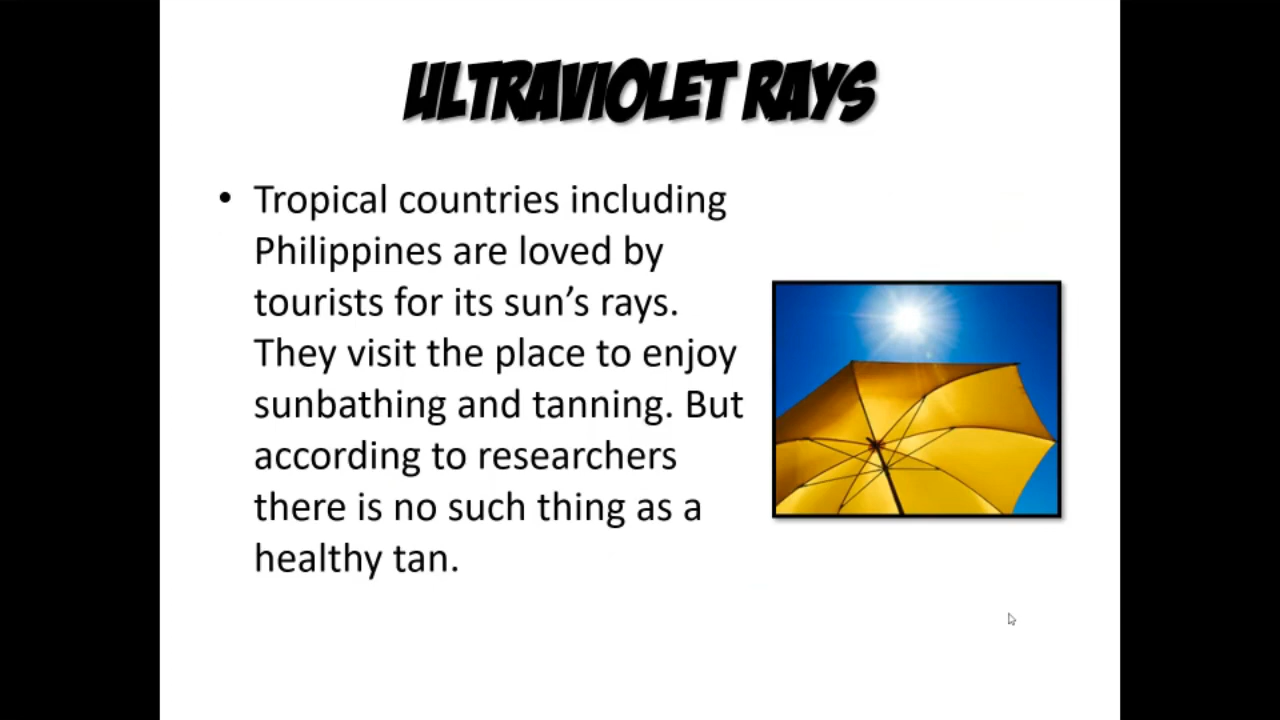 ULTRAVIOLET RAYS
• Tropical countries including
Philippines are loved by
tourists for its sun’s rays.
They visit the place to enjoy
sunbathing and tanning. But
according to researchers
there is no such thing as a
healthy tan.